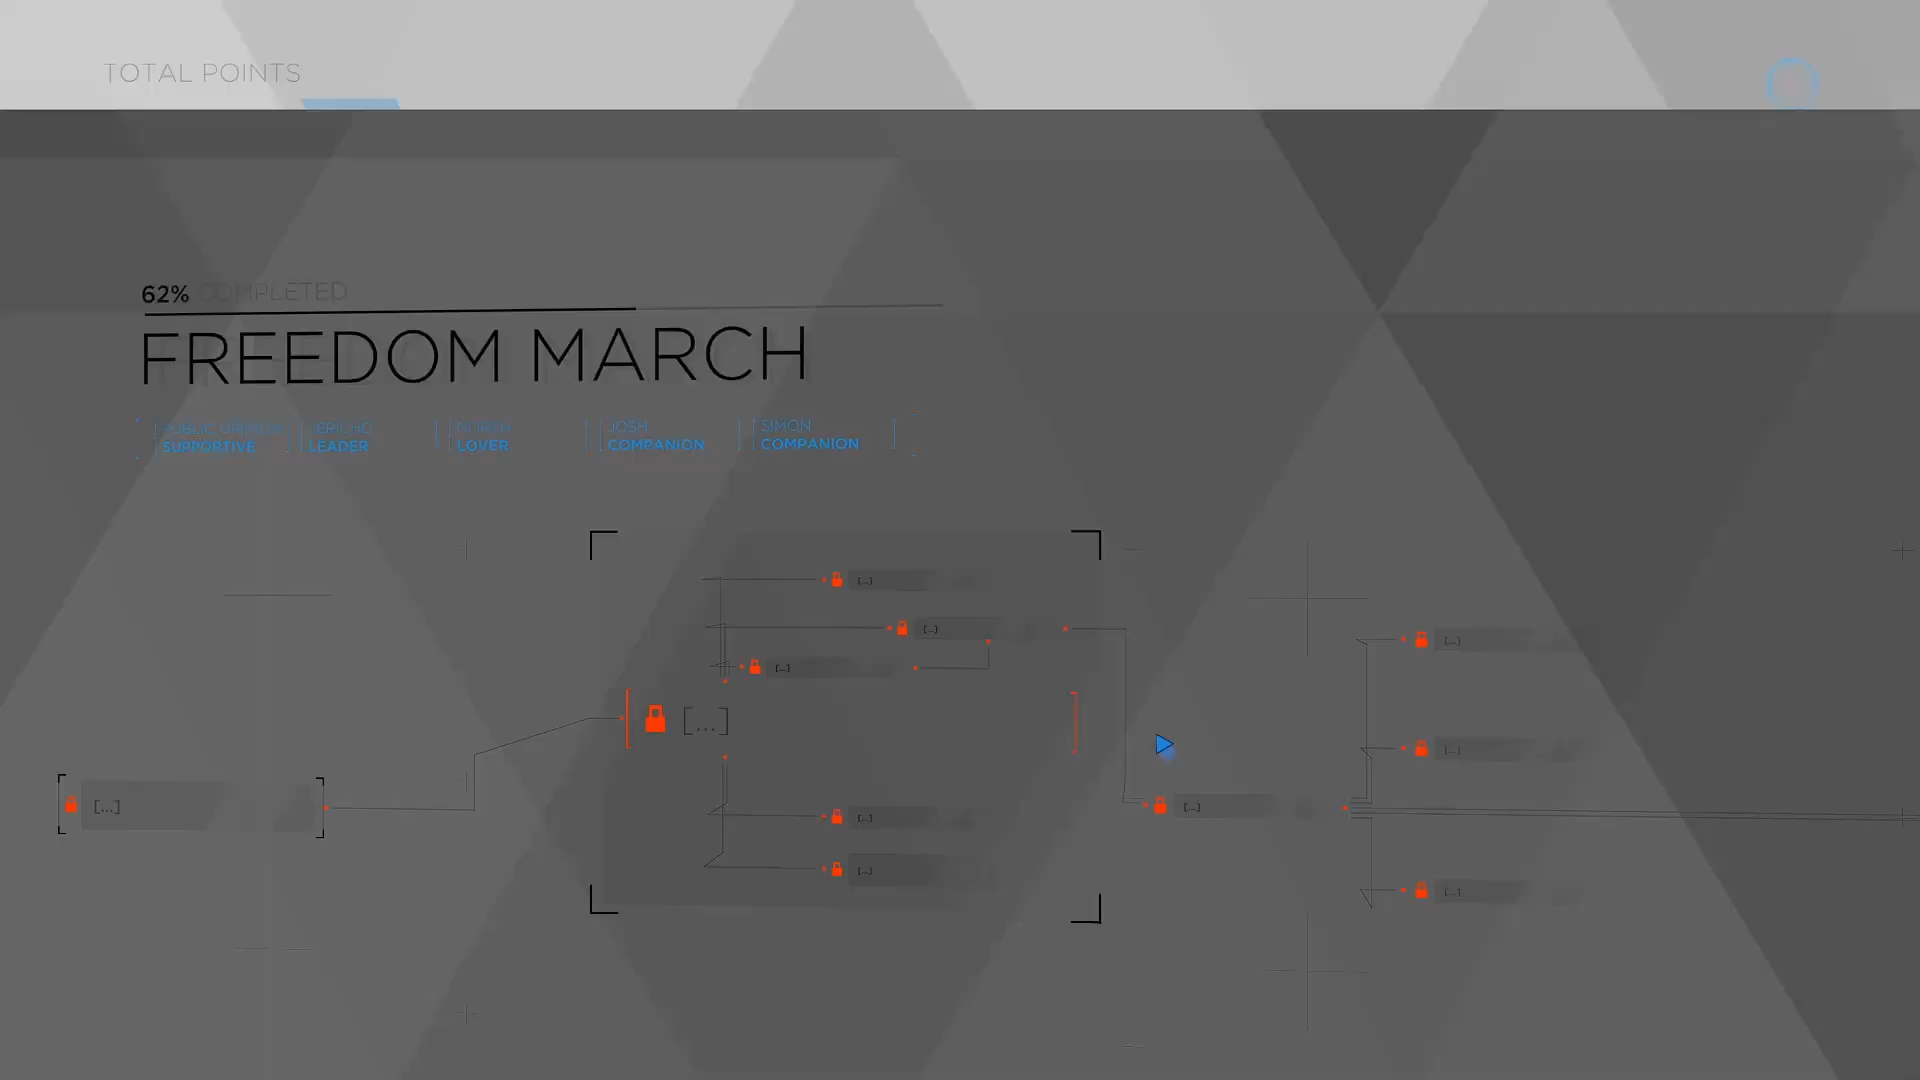 TOTAL POINTS
62% COMPLETED
FREEDOM MARCH
PUBLIC OPINION JERICHO NORTH JOSH SIMON
SUPPORTIVE LEADER LOVER COMPANION COMPANION
[...]
[...]
[...]
[...]
[...]
[...]
[...]
[...]
[...]
[...]
[...]